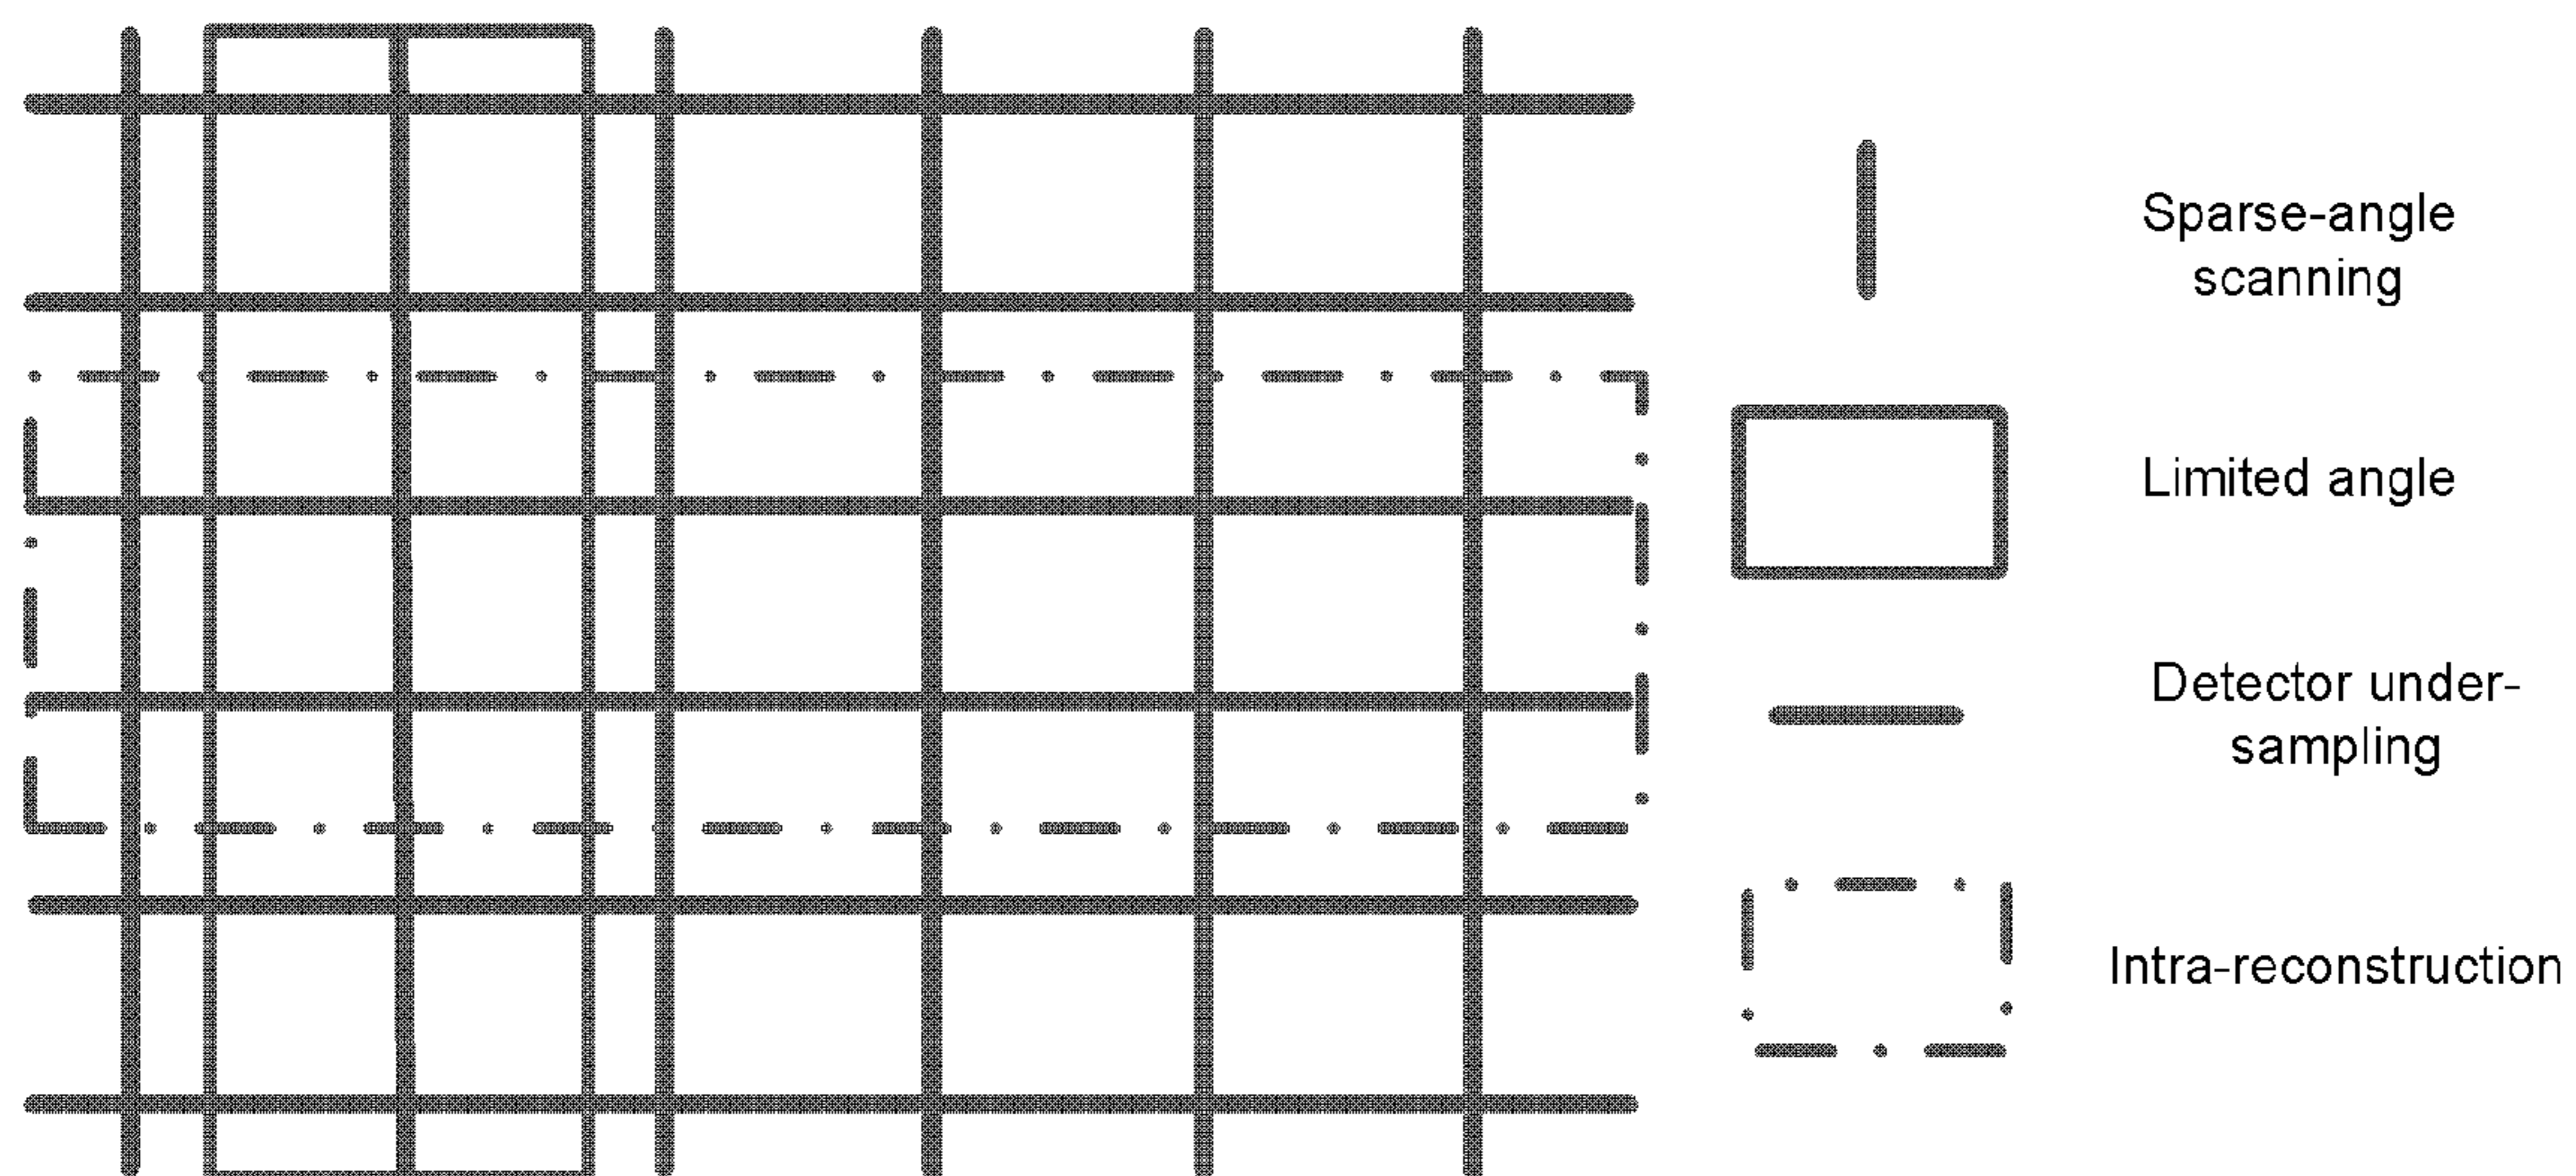 Sparse-angle
scanning
Limited angle
Detector under-
sampling
Intra-reconstruction